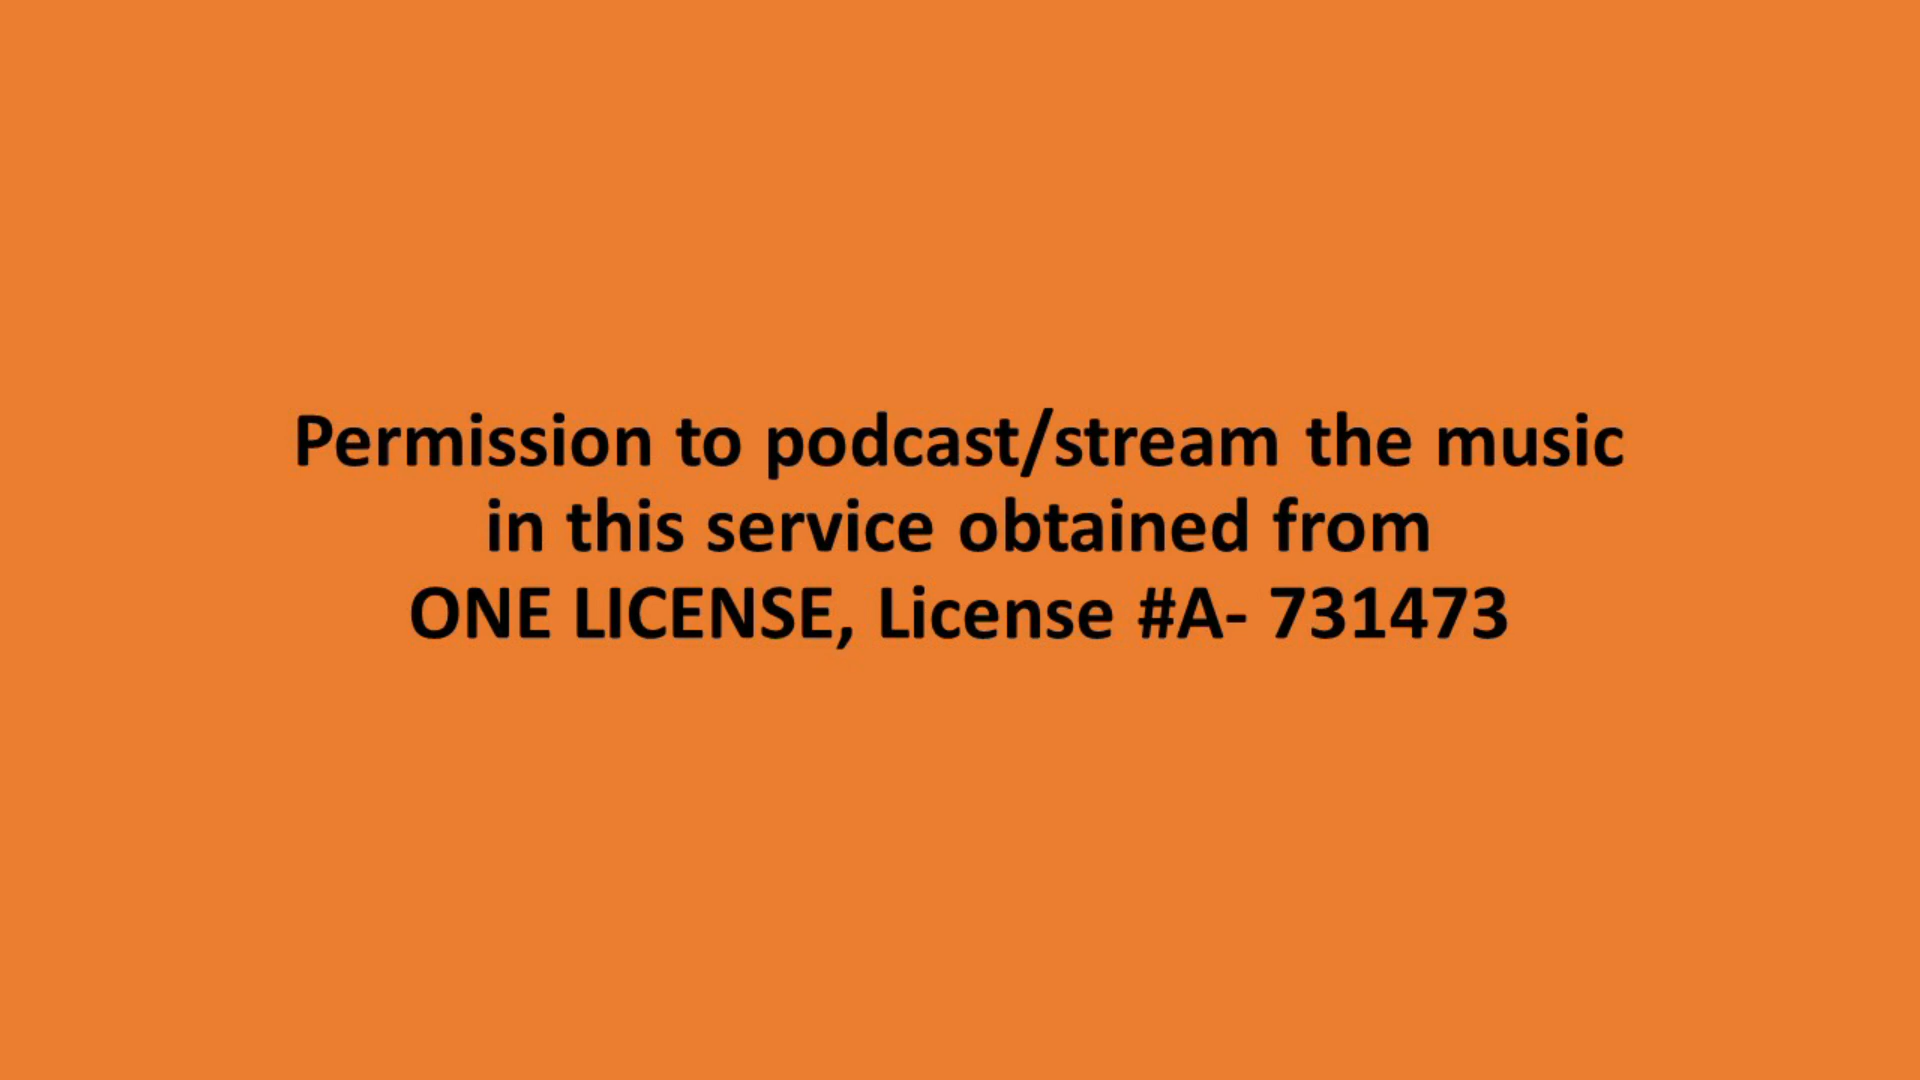 Permission to podcast/stream the music
in this service obtained from
ONE LICENSE, License #A- 731473